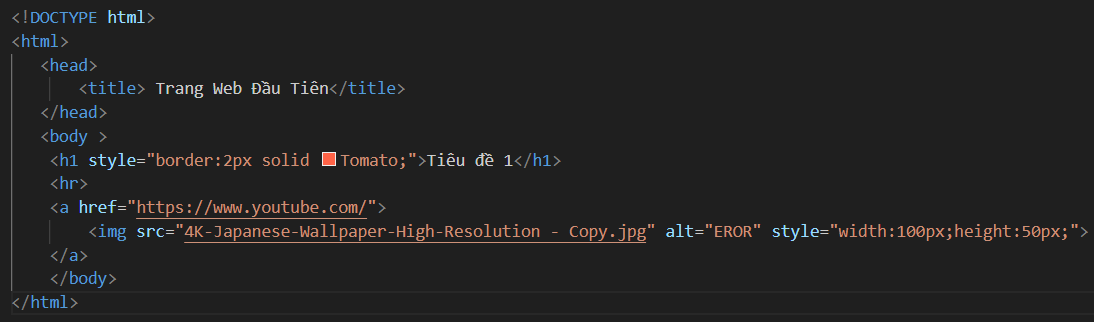 <!DOCTYPE html>
<html>
<head>
<title> Trang Web Đầu Tiên</title>
</head>
<body >
<h1 style="border:2px solid Tomato;">Tiêu đề 1</h1>
<hr>
<a href="https://www.youtube.com/">
<img src="4K-Japanese-Wallpaper-High-Resolution - Copy.jpg" alt="EROR" style="width:100px;height:50px;">
</a>
</body>
</html>